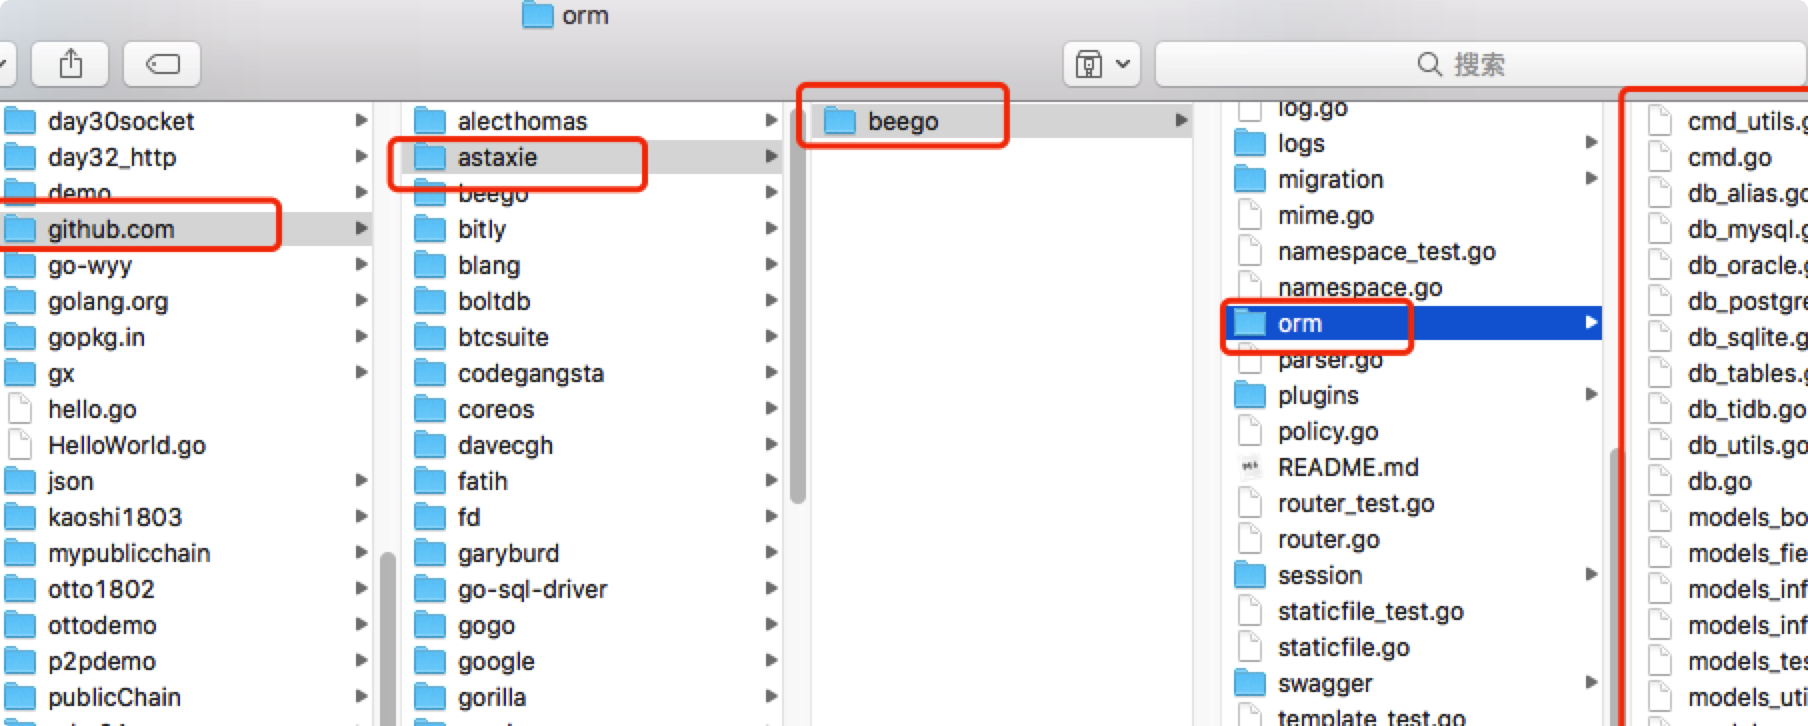 orm
搜索
day30socket
day32_http
demo
github.com
go-wyy
golang.org
gopkg.in
gx
hello.go
HelloWorld.go
json
kaoshi1803
mypublicchain
otto1802
ottodemo
p2pdemo
publicChain
alecthomas
astaxie
beego
bitly
blang
boltdb
btcsuite
codegangsta
coreos
davecgh
fatih
fd
garyburd
go-sql-driver
gogo
google
gorilla
beego
log.go
logs
migration
mime.go
namespace_test.go
namespace.go
orm
parser.go
plugins
policy.go
README.md
router_test.go
router.go
session
staticfile_test.go
staticfile.go
swagger
template_test.go
cmd_utils.g
cmd.go
db_alias.go
db_mysql.g
db_oracle.g
db_postgre
db_sqlite.g
db_tables.g
db_tidb.go
db_utils.go
db.go
models_bo
models_fie
models_inf
models_inf
models_tes
models_uti